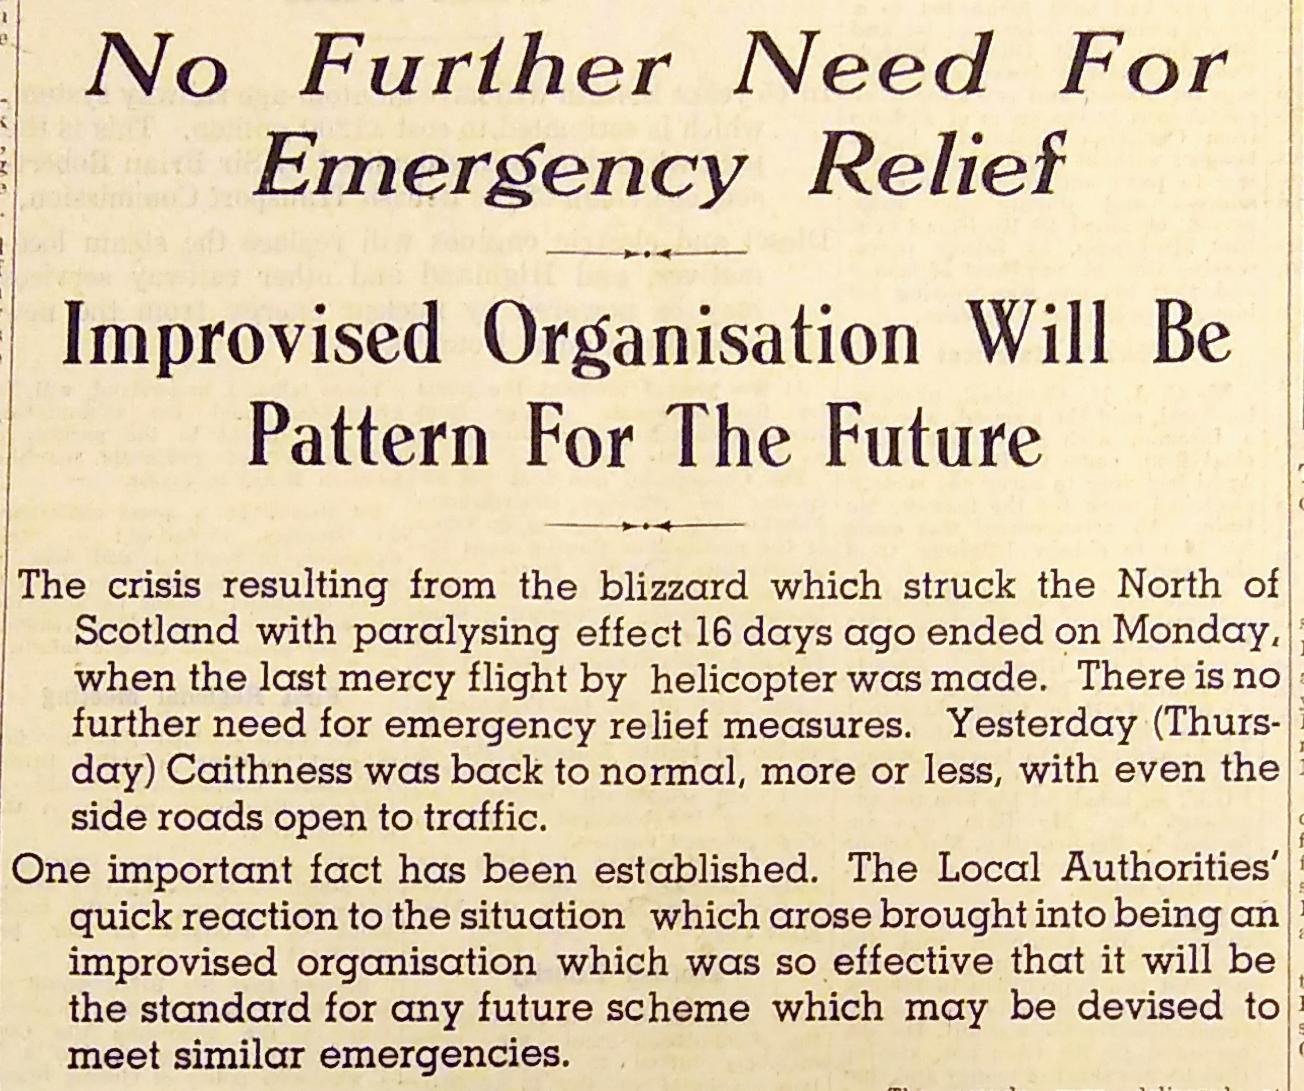 No Further Need For
Emergency Relief
Improvised Organisation Will Be
Pattern For The Future
The crisis resulting from the blizzard which struck the North of
Scotland with paralysing effect 16 days ago ended on Monday,
when the last mercy flight by helicopter was made. There is no
further need for emergency relief measures. Yesterday (Thurs-
day) Caithness was back to normal, more or less, with even the
side roads open to traffic.
One important fact has been established. The Local Authorities'
quick reaction to the situation which arose brought into being an
improvised organisation which was so effective that it will be
the standard for any future scheme which may be devised to
meet similar emergencies.